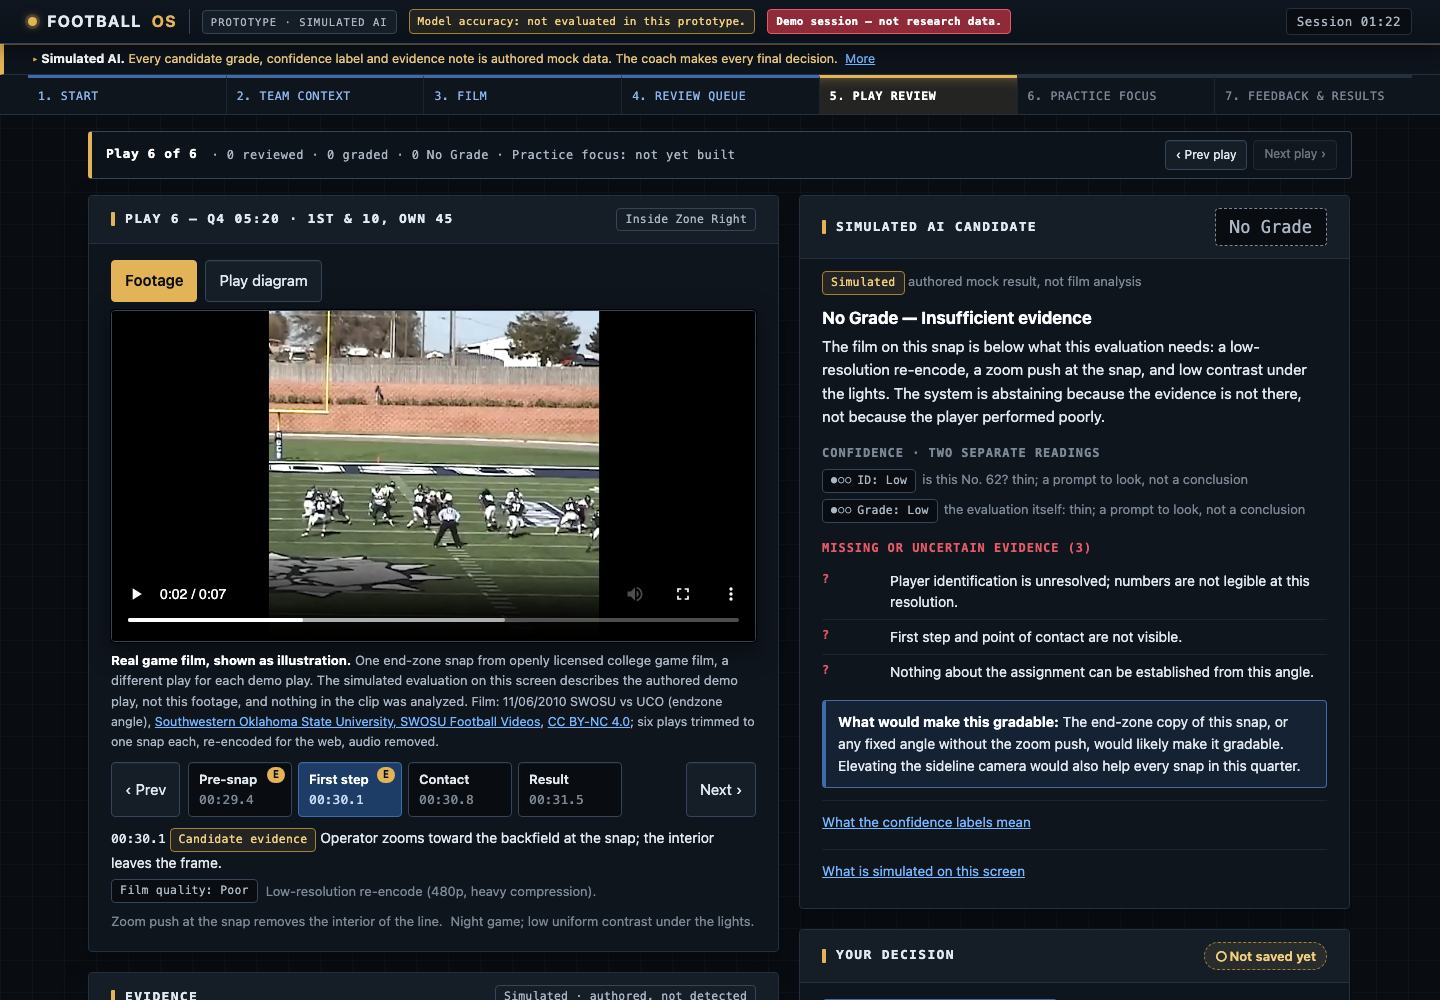 FOOTBALL OS
PROTOTYPE · SIMULATED AI
Model accuracy: not evaluated in this prototype.
Demo session — not research data.
Session 01:22
▸ Simulated AI. Every candidate grade, confidence label and evidence note is authored mock data. The coach makes every final decision. More
1. START
2. TEAM CONTEXT
3. FILM
4. REVIEW QUEUE
5. PLAY REVIEW
6. PRACTICE FOCUS
7. FEEDBACK & RESULTS
Play 6 of 6 · 0 reviewed · 0 graded · 0 No Grade · Practice focus: not yet built
‹ Prev play
Next play ›
PLAY 6 — Q4 05:20 · 1ST & 10, OWN 45
Inside Zone Right
Footage
Play diagram
0:02 / 0:07
Real game film, shown as illustration. One end-zone snap from openly licensed college game film, a
different play for each demo play. The simulated evaluation on this screen describes the authored demo
play, not this footage, and nothing in the clip was analyzed. Film: 11/06/2010 SWOSU vs UCO (endzone
angle), Southwestern Oklahoma State University, SWOSU Football Videos, CC BY-NC 4.0; six plays trimmed to
one snap each, re-encoded for the web, audio removed.
‹ Prev
Pre-snap E
00:29.4
First step E
00:30.1
Contact
00:30.8
Result
00:31.5
Next ›
00:30.1 Candidate evidence Operator zooms toward the backfield at the snap; the interior
leaves the frame.
Film quality: Poor Low-resolution re-encode (480p, heavy compression).
Zoom push at the snap removes the interior of the line. Night game; low uniform contrast under the lights.
EVIDENCE
Simulated · authored, not detected
SIMULATED AI CANDIDATE
No Grade
Simulated authored mock result, not film analysis
No Grade — Insufficient evidence
The film on this snap is below what this evaluation needs: a low-
resolution re-encode, a zoom push at the snap, and low contrast under
the lights. The system is abstaining because the evidence is not there,
not because the player performed poorly.
CONFIDENCE · TWO SEPARATE READINGS
●○○ ID: Low is this No. 62? thin; a prompt to look, not a conclusion
●○○ Grade: Low the evaluation itself: thin; a prompt to look, not a conclusion
MISSING OR UNCERTAIN EVIDENCE (3)
? Player identification is unresolved; numbers are not legible at this
resolution.
? First step and point of contact are not visible.
? Nothing about the assignment can be established from this angle.
What would make this gradable: The end-zone copy of this snap, or
any fixed angle without the zoom push, would likely make it gradable.
Elevating the sideline camera would also help every snap in this quarter.
What the confidence labels mean
What is simulated on this screen
YOUR DECISION
Not saved yet